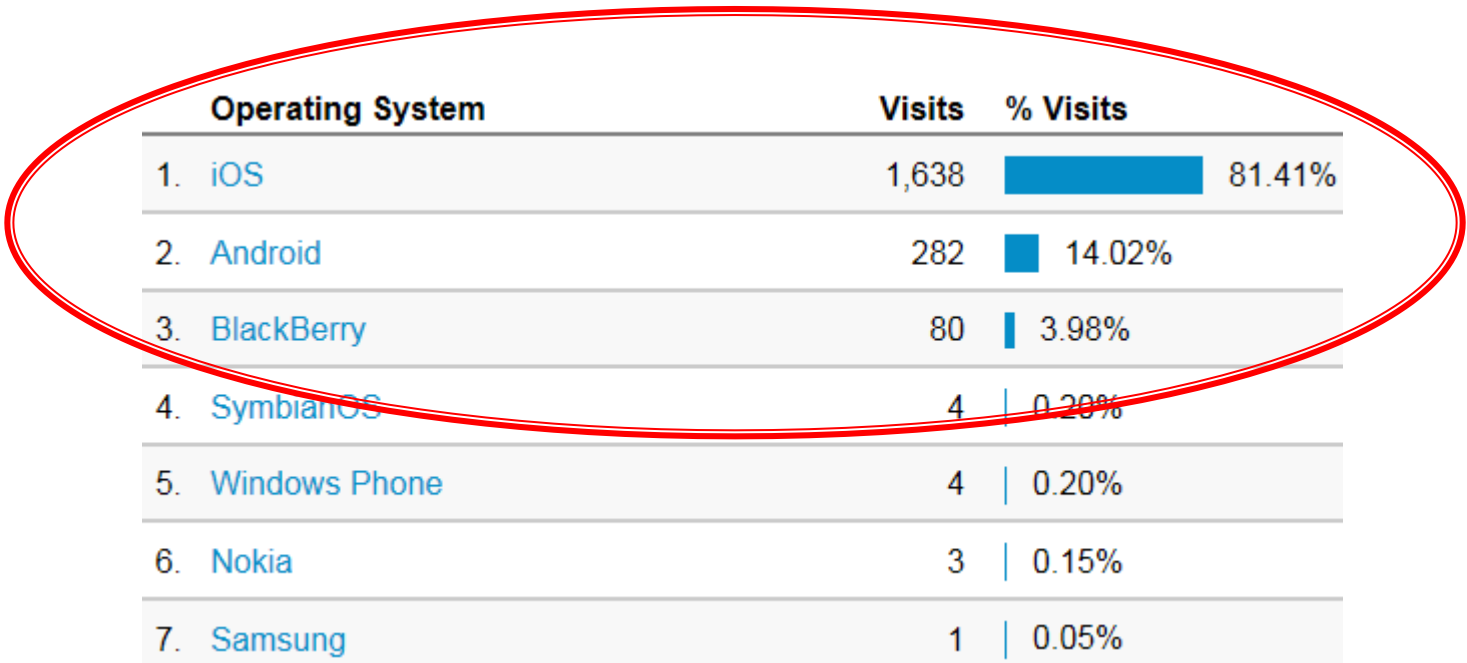 Operating System Visits % Visits
1. iOS 1,638 81.41%
2. Android 282 14.02%
3. BlackBerry 80 3.98%
4. SymbianOS 4 0.20%
5. Windows Phone 4 0.20%
6. Nokia 3 0.15%
7. Samsung 1 0.05%